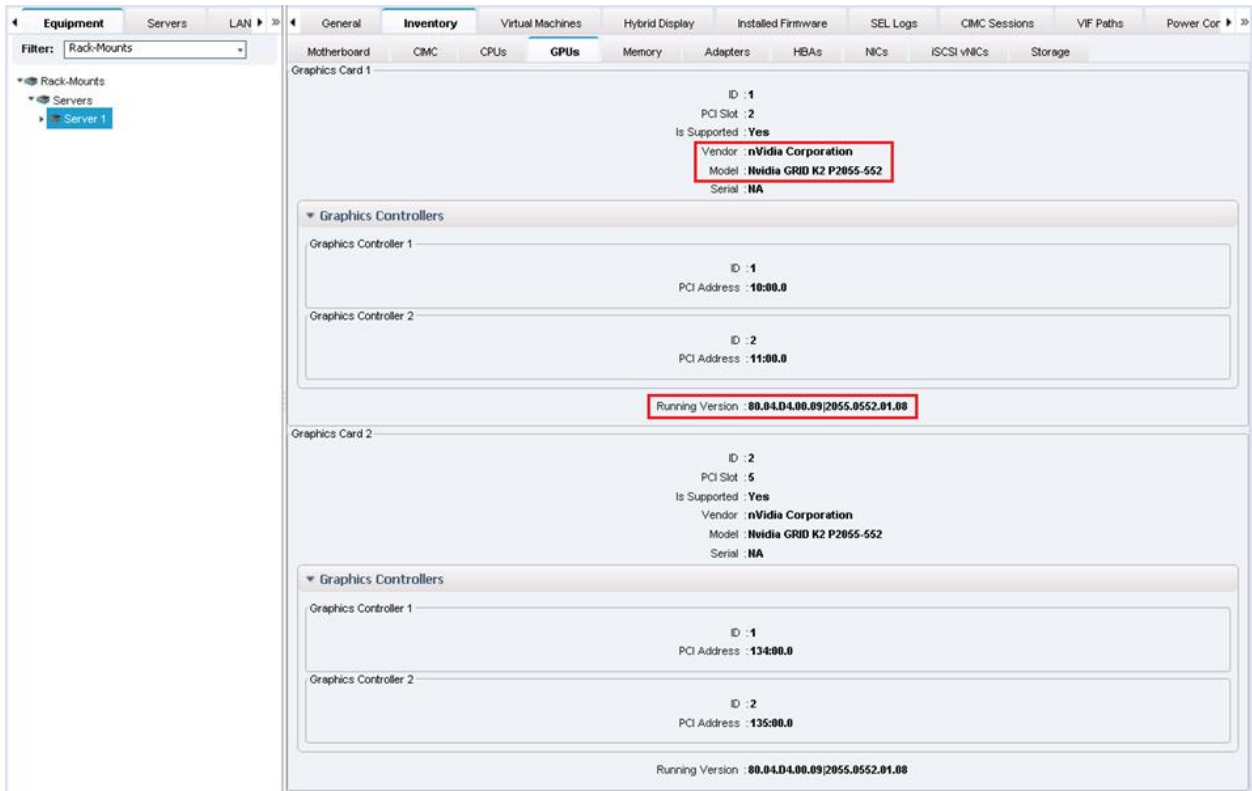 Equipment Servers LAN
Filter: Rack-Mounts
Rack-Mounts
Servers
Server 1
General Inventory Virtual Machines Hybrid Display Installed Firmware SEL Logs CIMC Sessions VIF Paths Power Cor
Motherboard CIMC CPUs GPUs Memory Adapters HBAs NICs iSCSI vNICs Storage
Graphics Card 1
ID : 1
PCI Slot : 2
Is Supported : Yes
Vendor : nVidia Corporation
Model : Nvidia GRID K2 P2055-552
Serial : NA
Graphics Controllers
Graphics Controller 1
ID : 1
PCI Address : 10:00.0
Graphics Controller 2
ID : 2
PCI Address : 11:00.0
Running Version : 80.04.D4.00.09|2055.0552.01.08
Graphics Card 2
ID : 2
PCI Slot : 5
Is Supported : Yes
Vendor : nVidia Corporation
Model : Nvidia GRID K2 P2055-552
Serial : NA
Graphics Controllers
Graphics Controller 1
ID : 1
PCI Address : 134:00.0
Graphics Controller 2
ID : 2
PCI Address : 135:00.0
Running Version : 80.04.D4.00.09|2055.0552.01.08